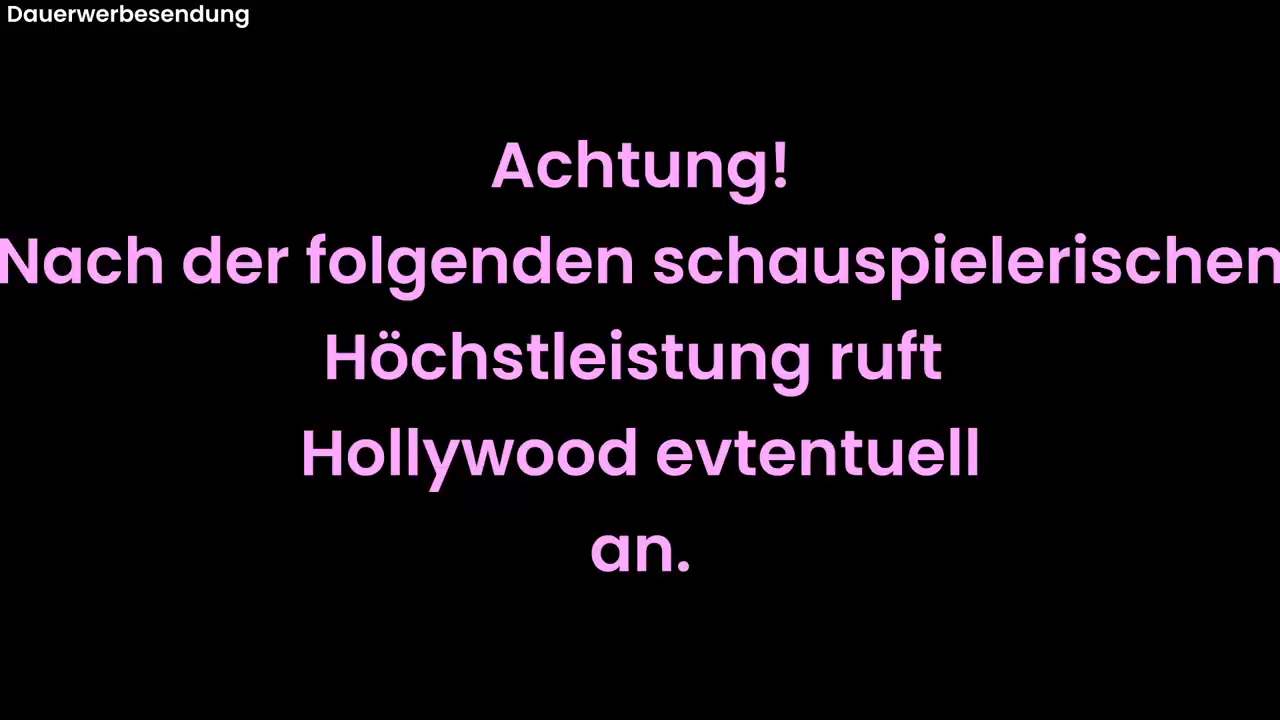 Dauerwerbesendung
Achtung!
Nach der folgenden schauspielerischen
Höchstleistung ruft
Hollywood evtentuell
an.